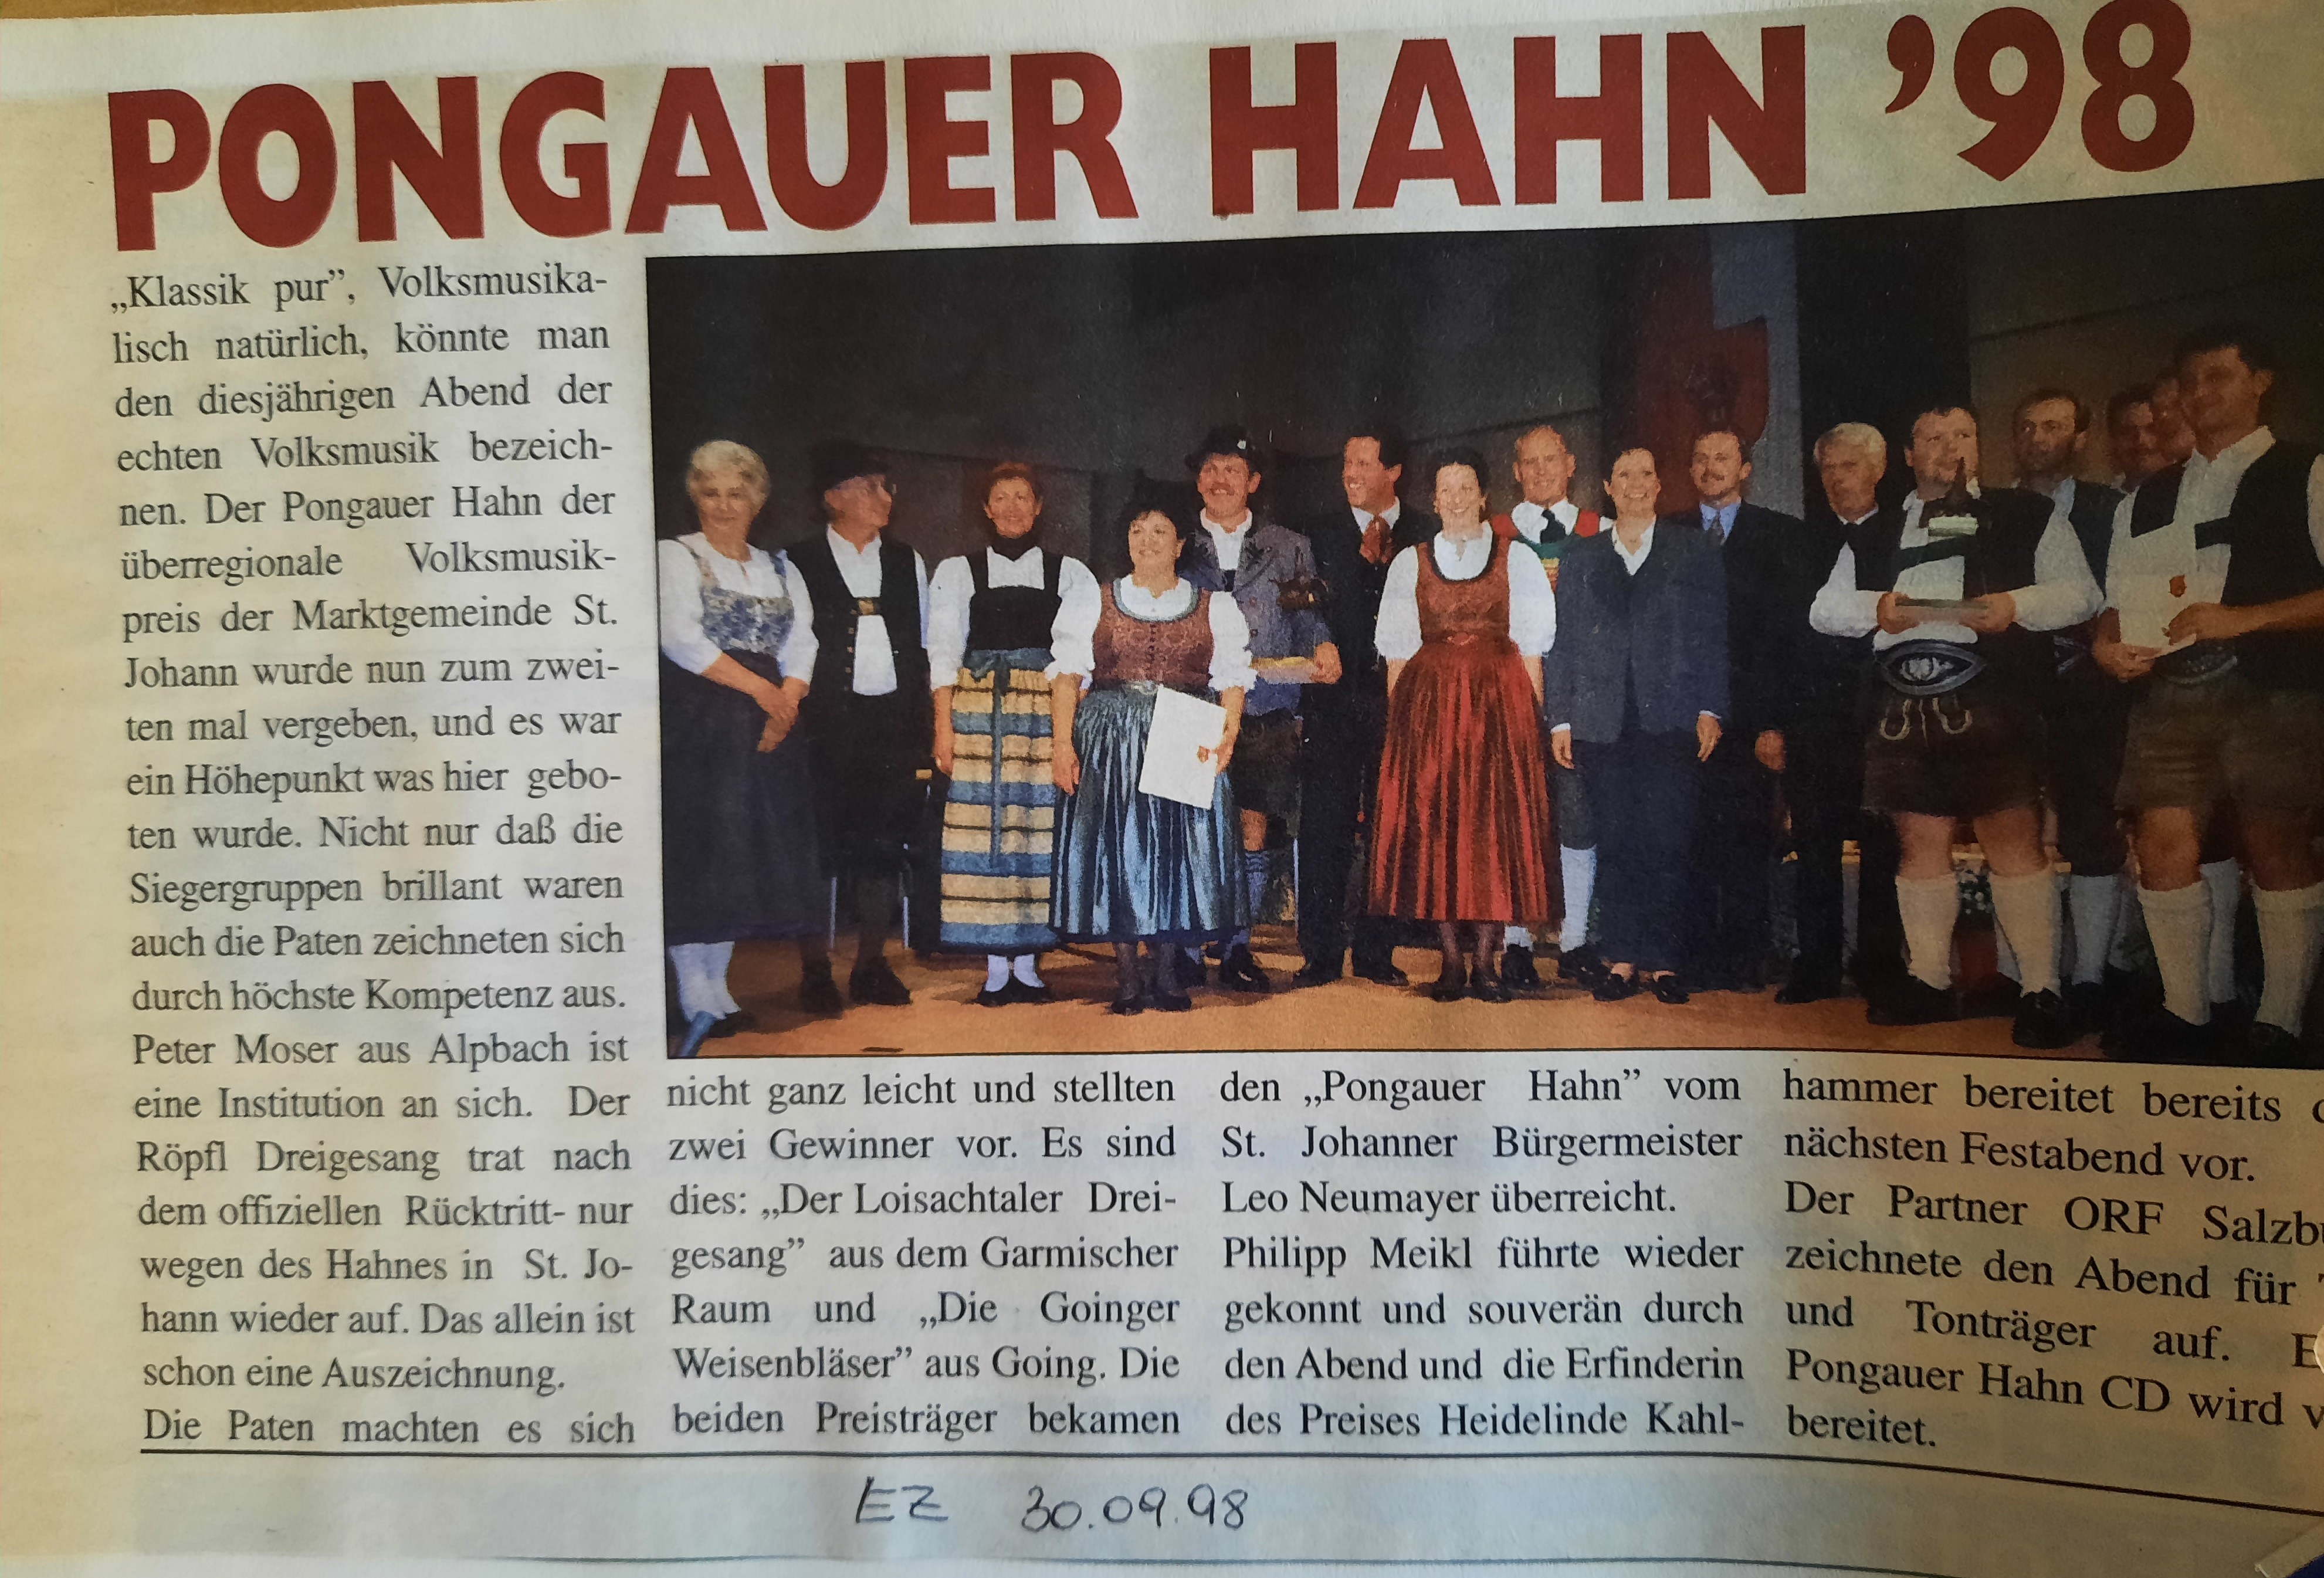 PONGAUER HAHN ’98
„Klassik pur”, Volksmusika-
lisch natürlich, könnte man
den diesjährigen Abend der
echten Volksmusik bezeich-
nen. Der Pongauer Hahn der
überregionale Volksmusik-
preis der Marktgemeinde St.
Johann wurde nun zum zwei-
ten mal vergeben, und es war
ein Höhepunkt was hier gebo-
ten wurde. Nicht nur daß die
Siegergruppen brillant waren
auch die Paten zeichneten sich
durch höchste Kompetenz aus.
Peter Moser aus Alpbach ist
eine Institution an sich. Der
Röpfl Dreigesang trat nach
dem offiziellen Rücktritt- nur
wegen des Hahnes in St. Jo-
hann wieder auf. Das allein ist
schon eine Auszeichnung.
Die Paten machten es sich
nicht ganz leicht und stellten
zwei Gewinner vor. Es sind
dies: „Der Loisachtaler Drei-
gesang” aus dem Garmischer
Raum und „Die Goinger
Weisenbläser” aus Going. Die
beiden Preisträger bekamen
den „Pongauer Hahn” vom
St. Johanner Bürgermeister
Leo Neumayer überreicht.
Philipp Meikl führte wieder
gekonnt und souverän durch
den Abend und die Erfinderin
des Preises Heidelinde Kahl-
hammer bereitet bereits
nächsten Festabend vor.
Der Partner ORF Salzb
zeichnete den Abend für
und Tonträger auf.
Pongauer Hahn CD wird
bereitet.
EZ 30.09.98